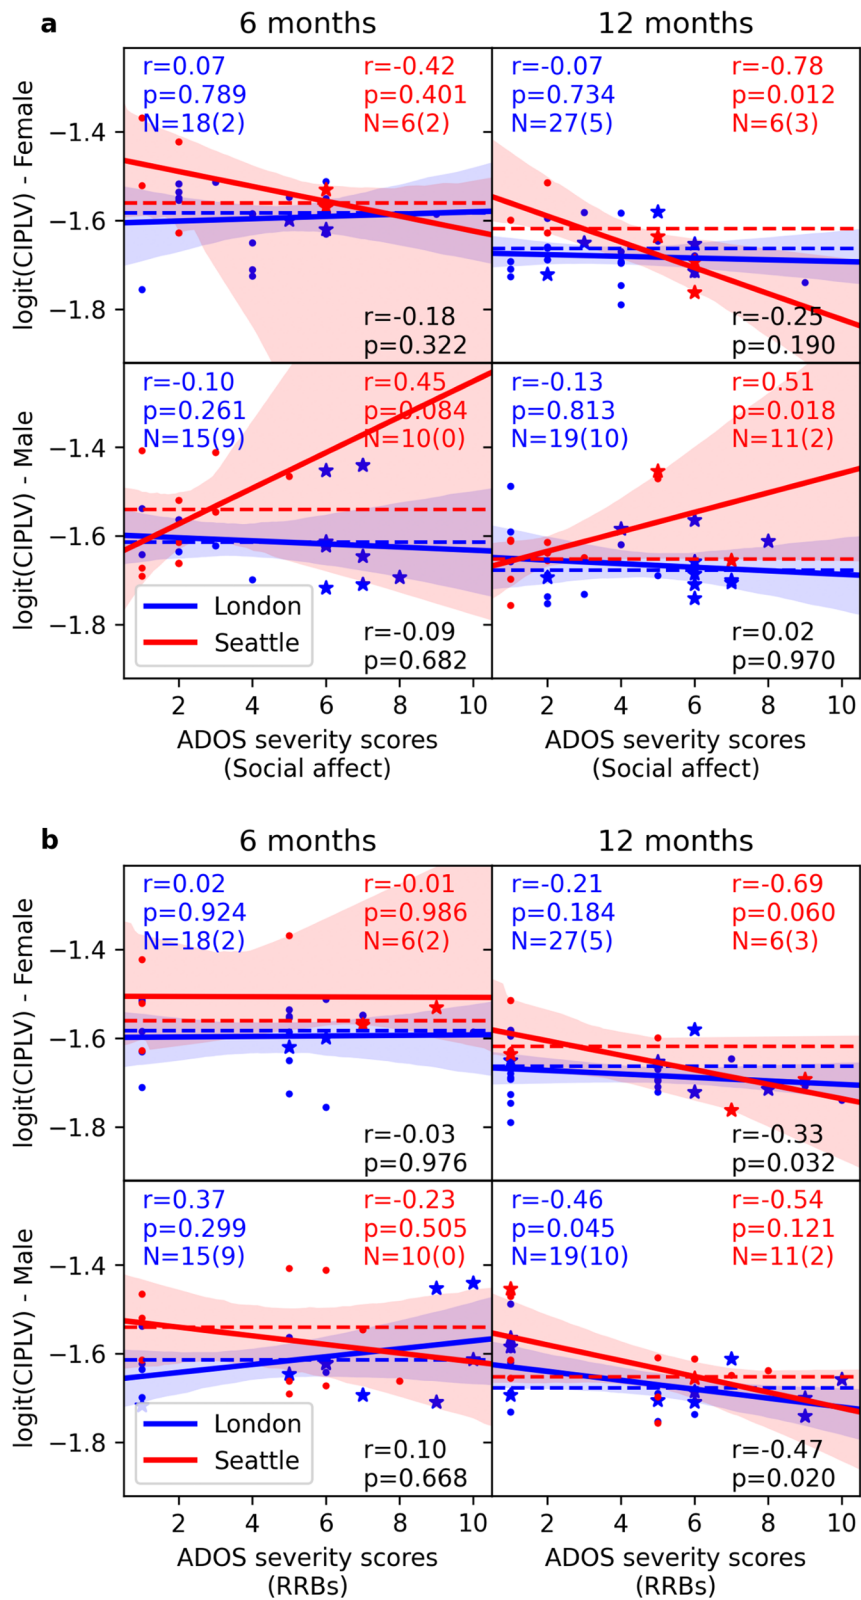 a
6 months
12 months
logit(CIPLV) - Female
−1.4
−1.6
−1.8
r=0.07
p=0.789
N=18(2)
r=-0.42
p=0.401
N=6(2)
r=-0.18
p=0.322
r=-0.07
p=0.734
N=27(5)
r=-0.78
p=0.012
N=6(3)
r=-0.25
p=0.190
logit(CIPLV) - Male
−1.4
−1.6
−1.8
r=-0.10
p=0.261
N=15(9)
r=0.45
p=0.084
N=10(0)
London
Seattle
r=-0.09
p=0.682
r=-0.13
p=0.813
N=19(10)
r=0.51
p=0.018
N=11(2)
r=0.02
p=0.970
2 4 6 8 10
2 4 6 8 10
ADOS severity scores
(Social affect)
ADOS severity scores
(Social affect)
b
6 months
12 months
logit(CIPLV) - Female
−1.4
−1.6
−1.8
r=0.02
p=0.924
N=18(2)
r=-0.01
p=0.986
N=6(2)
r=-0.03
p=0.976
r=-0.21
p=0.184
N=27(5)
r=-0.69
p=0.060
N=6(3)
r=-0.33
p=0.032
logit(CIPLV) - Male
−1.4
−1.6
−1.8
r=0.37
p=0.299
N=15(9)
r=-0.23
p=0.505
N=10(0)
London
Seattle
r=0.10
p=0.668
r=-0.46
p=0.045
N=19(10)
r=-0.54
p=0.121
N=11(2)
r=-0.47
p=0.020
2 4 6 8 10
2 4 6 8 10
ADOS severity scores
(RRBs)
ADOS severity scores
(RRBs)